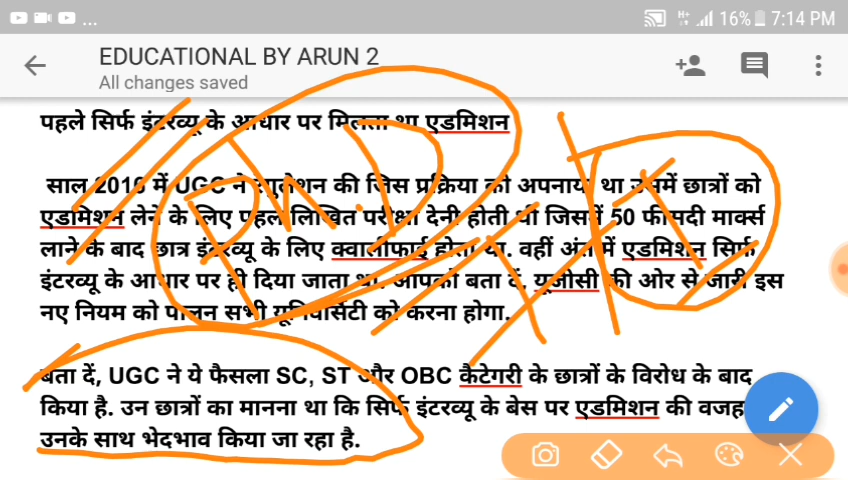 ... 16% 7:14 PM
EDUCATIONAL BY ARUN 2
All changes saved
पहले सिर्फ इंटरव्यू के आधार पर मिलता था एडमिशन
साल 2016 में UGC ने रेगुलेशन की जिस प्रक्रिया को अपनाया था उसमें छात्रों को
एडमिशन लेने के लिए पहले लिखित परीक्षा देनी होती थी जिसमें 50 फीसदी मार्क्स
लाने के बाद छात्र इंटरव्यू के लिए क्वालीफाई होता था. वहीं अंत में एडमिशन सिर्फ
इंटरव्यू के आधार पर ही दिया जाता था. आपको बता दें, यूजीसी की ओर से जारी इस
नए नियम को पालन सभी यूनिवर्सिटी को करना होगा.
Ph.D
बता दें, UGC ने ये फैसला SC, ST और OBC कैटेगरी के छात्रों के विरोध के बाद
किया है. उन छात्रों का मानना था कि सिर्फ इंटरव्यू के बेस पर एडमिशन की वजह
उनके साथ भेदभाव किया जा रहा है.